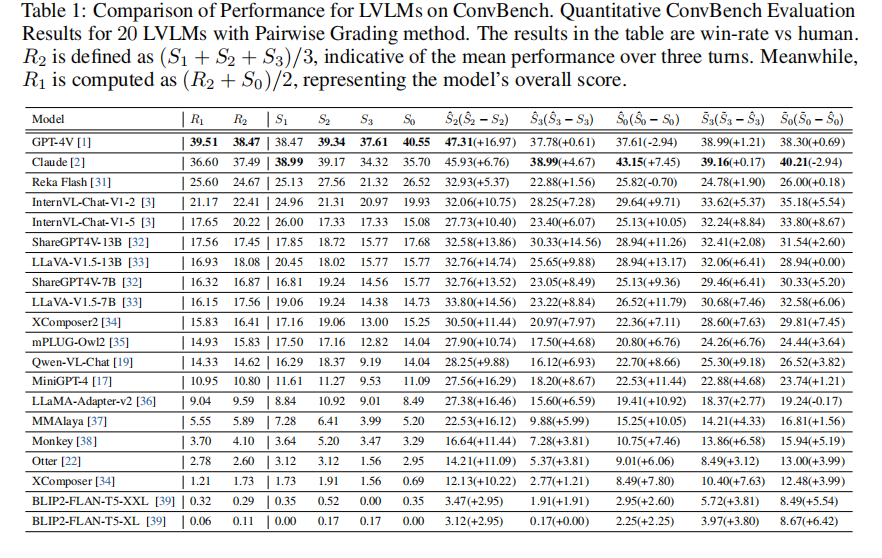 Table 1: Comparison of Performance for LVLMs on ConvBench. Quantitative ConvBench Evaluation
Results for 20 LVLMs with Pairwise Grading method. The results in the table are win-rate vs human.
R₂ is defined as (S₁ + S₂ + S₃)/3, indicative of the mean performance over three turns. Meanwhile,
R₁ is computed as (R₂ + S₀)/2, representing the model's overall score.
Model | R₁ R₂ | S₁ S₂ S₃ S₀ Ŝ₂(Ŝ₂ − S₂) Ŝ₃(Ŝ₃ − S₃) Ŝ₀(Ŝ₀ − S₀) S̃₃(S̃₃ − Ŝ₃) S̃₀(S̃₀ − Ŝ₀)
GPT-4V [1] | 39.51 38.47 | 38.47 39.34 37.61 40.55 47.31(+16.97) 37.78(+0.61) 37.61(-2.94) 38.99(+1.21) 38.30(+0.69)
Claude [2] | 36.60 37.49 | 38.99 39.17 34.32 35.70 45.93(+6.76) 38.99(+4.67) 43.15(+7.45) 39.16(+0.17) 40.21(-2.94)
Reka Flash [31] | 25.60 24.67 | 25.13 27.56 21.32 26.52 32.93(+5.37) 22.88(+1.56) 25.82(-0.70) 24.78(+1.90) 26.00(+0.18)
InternVL-Chat-V1-2 [3] | 21.17 22.41 | 24.96 21.31 20.97 19.93 32.06(+10.75) 28.25(+7.28) 29.64(+9.71) 33.62(+5.37) 35.18(+5.54)
InternVL-Chat-V1-5 [3] | 17.65 20.22 | 26.00 17.33 17.33 15.08 27.73(+10.40) 23.40(+6.07) 25.13(+10.05) 32.24(+8.84) 33.80(+8.67)
ShareGPT4V-13B [32] | 17.56 17.45 | 17.85 18.72 15.77 17.68 32.58(+13.86) 30.33(+14.56) 28.94(+11.26) 32.41(+2.08) 31.54(+2.60)
LLaVA-V1.5-13B [33] | 16.93 18.08 | 20.45 18.02 15.77 15.77 32.76(+14.74) 25.65(+9.88) 28.94(+13.17) 32.06(+6.41) 28.94(+0.00)
ShareGPT4V-7B [32] | 16.32 16.87 | 16.81 19.24 14.56 15.77 32.76(+13.52) 23.05(+8.49) 25.13(+9.36) 29.46(+6.41) 30.33(+5.20)
LLaVA-V1.5-7B [33] | 16.15 17.56 | 19.06 19.24 14.38 14.73 33.80(+14.56) 23.22(+8.84) 26.52(+11.79) 30.68(+7.46) 32.58(+6.06)
XComposer2 [34] | 15.83 16.41 | 17.16 19.06 13.00 15.25 30.50(+11.44) 20.97(+7.97) 22.36(+7.11) 28.60(+7.63) 29.81(+7.45)
mPLUG-Owl2 [35] | 14.93 15.83 | 17.50 17.16 12.82 14.04 27.90(+10.74) 17.50(+4.68) 20.80(+6.76) 24.26(+6.76) 24.44(+3.64)
Qwen-VL-Chat [19] | 14.33 14.62 | 16.29 18.37 9.19 14.04 28.25(+9.88) 16.12(+6.93) 22.70(+8.66) 25.30(+9.18) 26.52(+3.82)
MiniGPT-4 [17] | 10.95 10.80 | 11.61 11.27 9.53 11.09 27.56(+16.29) 18.20(+8.67) 22.53(+11.44) 22.88(+4.68) 23.74(+1.21)
LLaMA-Adapter-v2 [36] | 9.04 9.59 | 8.84 10.92 9.01 8.49 27.38(+16.46) 15.60(+6.59) 19.41(+10.92) 18.37(+2.77) 19.24(-0.17)
MMAlaya [37] | 5.55 5.89 | 7.28 6.41 3.99 5.20 22.53(+16.12) 9.88(+5.99) 15.25(+10.05) 14.21(+4.33) 16.81(+1.56)
Monkey [38] | 3.70 4.10 | 3.64 5.20 3.47 3.29 16.64(+11.44) 7.28(+3.81) 10.75(+7.46) 13.86(+6.58) 15.94(+5.19)
Otter [22] | 2.78 2.60 | 3.12 3.12 1.56 2.95 14.21(+11.09) 5.37(+3.81) 9.01(+6.06) 8.49(+3.12) 13.00(+3.99)
XComposer [34] | 1.21 1.73 | 1.73 1.91 1.56 0.69 12.13(+10.22) 2.77(+1.21) 8.49(+7.80) 10.40(+7.63) 12.48(+3.99)
BLIP2-FLAN-T5-XXL [39] | 0.32 0.29 | 0.35 0.52 0.00 0.35 3.47(+2.95) 1.91(+1.91) 2.95(+2.60) 5.72(+3.81) 8.49(+5.54)
BLIP2-FLAN-T5-XL [39] | 0.06 0.11 | 0.00 0.17 0.17 0.00 3.12(+2.95) 0.17(+0.00) 2.25(+2.25) 3.97(+3.80) 8.67(+6.42)